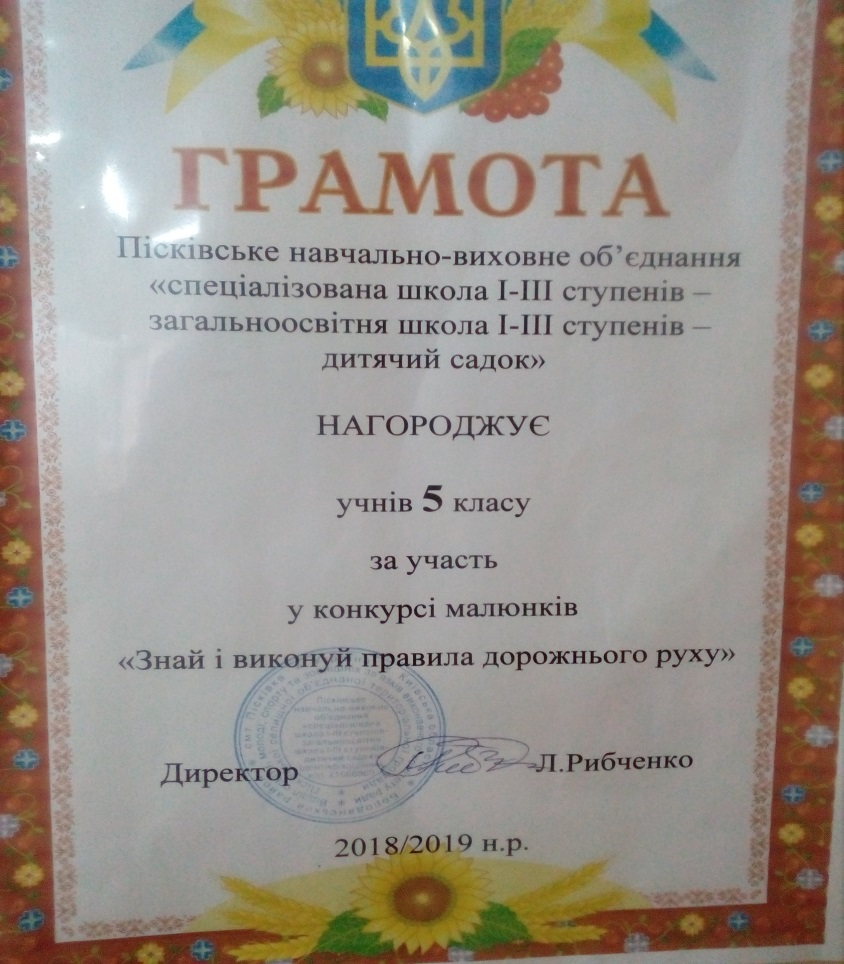 ГРАМОТА
Пісківське навчально-виховне об’єднання
«спеціалізована школа І-ІІІ ступенів –
загальноосвітня школа І-ІІІ ступенів –
дитячий садок»
НАГОРОДЖУЄ
учнів 5 класу
за участь
у конкурсі малюнків
«Знай і виконуй правила дорожнього руху»
Директор Л.Рибченко
2018/2019 н.р.